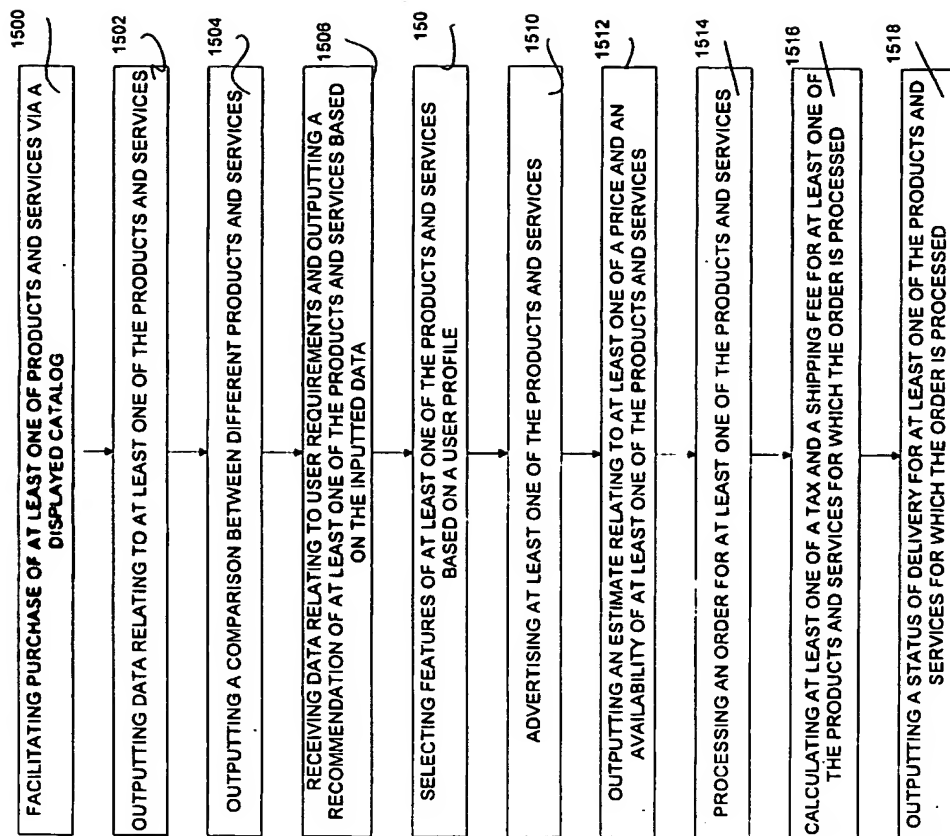 1500
FACILITATING PURCHASE OF AT LEAST ONE OF PRODUCTS AND SERVICES VIA A
DISPLAYED CATALOG
1502
OUTPUTTING DATA RELATING TO AT LEAST ONE OF THE PRODUCTS AND SERVICES
1504
OUTPUTTING A COMPARISON BETWEEN DIFFERENT PRODUCTS AND SERVICES
1506
RECEIVING DATA RELATING TO USER REQUIREMENTS AND OUTPUTTING A
RECOMMENDATION OF AT LEAST ONE OF THE PRODUCTS AND SERVICES BASED
ON THE INPUTTED DATA
150
SELECTING FEATURES OF AT LEAST ONE OF THE PRODUCTS AND SERVICES
BASED ON A USER PROFILE
1510
ADVERTISING AT LEAST ONE OF THE PRODUCTS AND SERVICES
1512
OUTPUTTING AN ESTIMATE RELATING TO AT LEAST ONE OF A PRICE AND AN
AVAILABILITY OF AT LEAST ONE OF THE PRODUCTS AND SERVICES
1514
PROCESSING AN ORDER FOR AT LEAST ONE OF THE PRODUCTS AND SERVICES
1516
CALCULATING AT LEAST ONE OF A TAX AND A SHIPPING FEE FOR AT LEAST ONE OF
THE PRODUCTS AND SERVICES FOR WHICH THE ORDER IS PROCESSED
1518
OUTPUTTING A STATUS OF DELIVERY FOR AT LEAST ONE OF THE PRODUCTS AND
SERVICES FOR WHICH THE ORDER IS PROCESSED